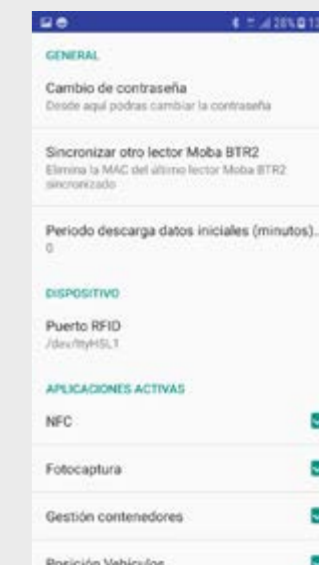 28%
GENERAL
Cambio de contraseña
Desde aquí podras cambiar la contraseña
Sincronizar otro lector Moba BTR2
Elimina la MAC del último lector Moba BTR2
sincronizado
Periodo descarga datos iniciales (minutos)..
0
DISPOSITIVO
Puerto RFID
APLICACIONES ACTIVAS
NFC
Fotocaptura
Gestión contenedores
Posición Vehículos